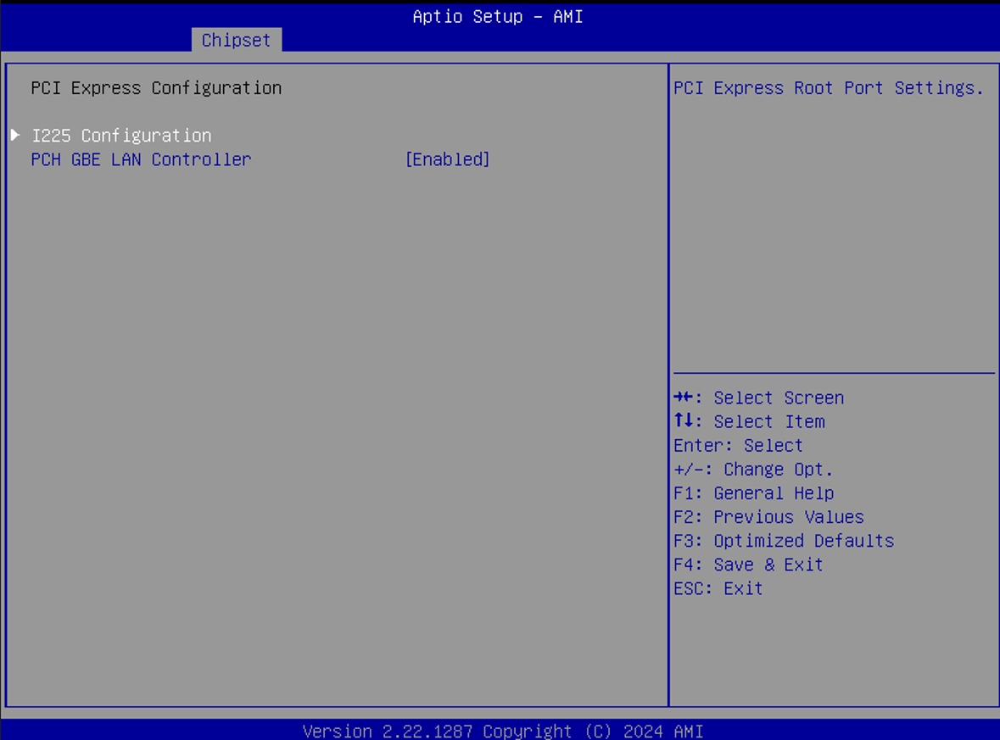 Aptio Setup – AMI
Chipset
PCI Express Configuration
I225 Configuration
PCH GBE LAN Controller [Enabled]
PCI Express Root Port Settings.
→←: Select Screen
↑↓: Select Item
Enter: Select
+/-: Change Opt.
F1: General Help
F2: Previous Values
F3: Optimized Defaults
F4: Save & Exit
ESC: Exit
Version 2.22.1287 Copyright (C) 2024 AMI